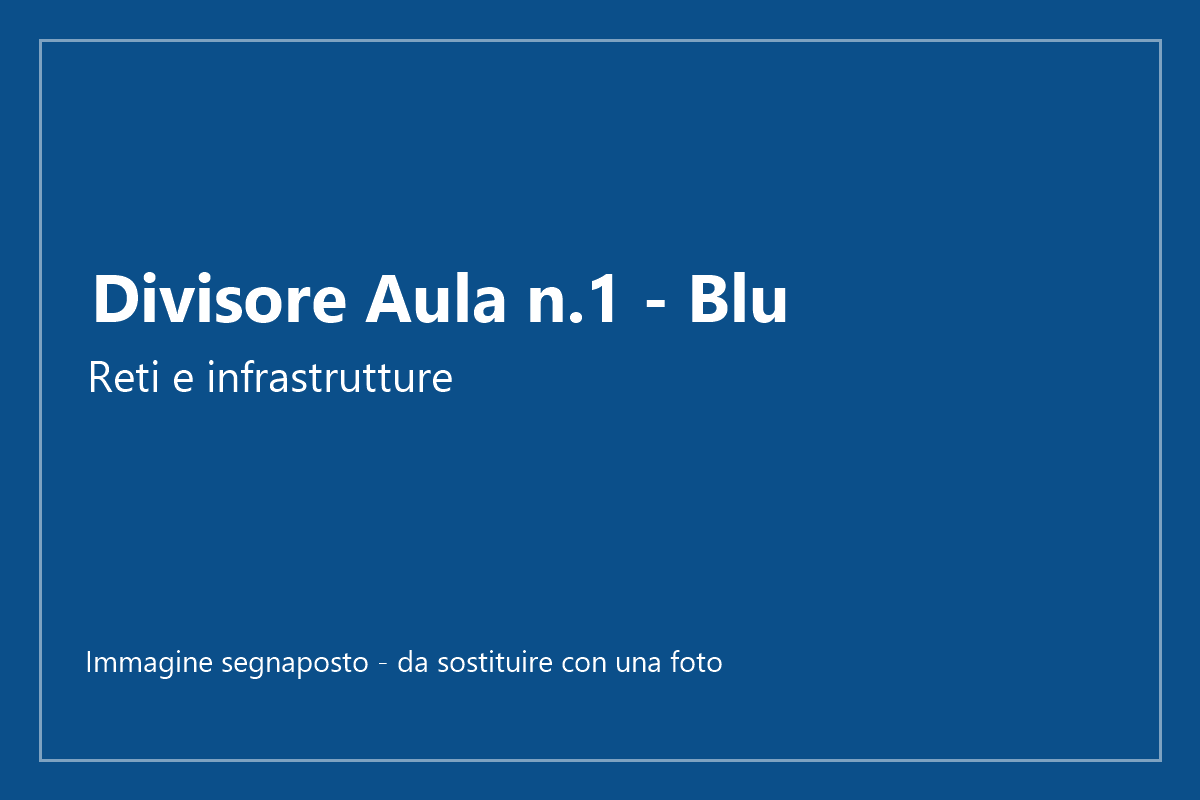 Divisore Aula n.1 - Blu
Reti e infrastrutture
Immagine segnaposto - da sostituire con una foto